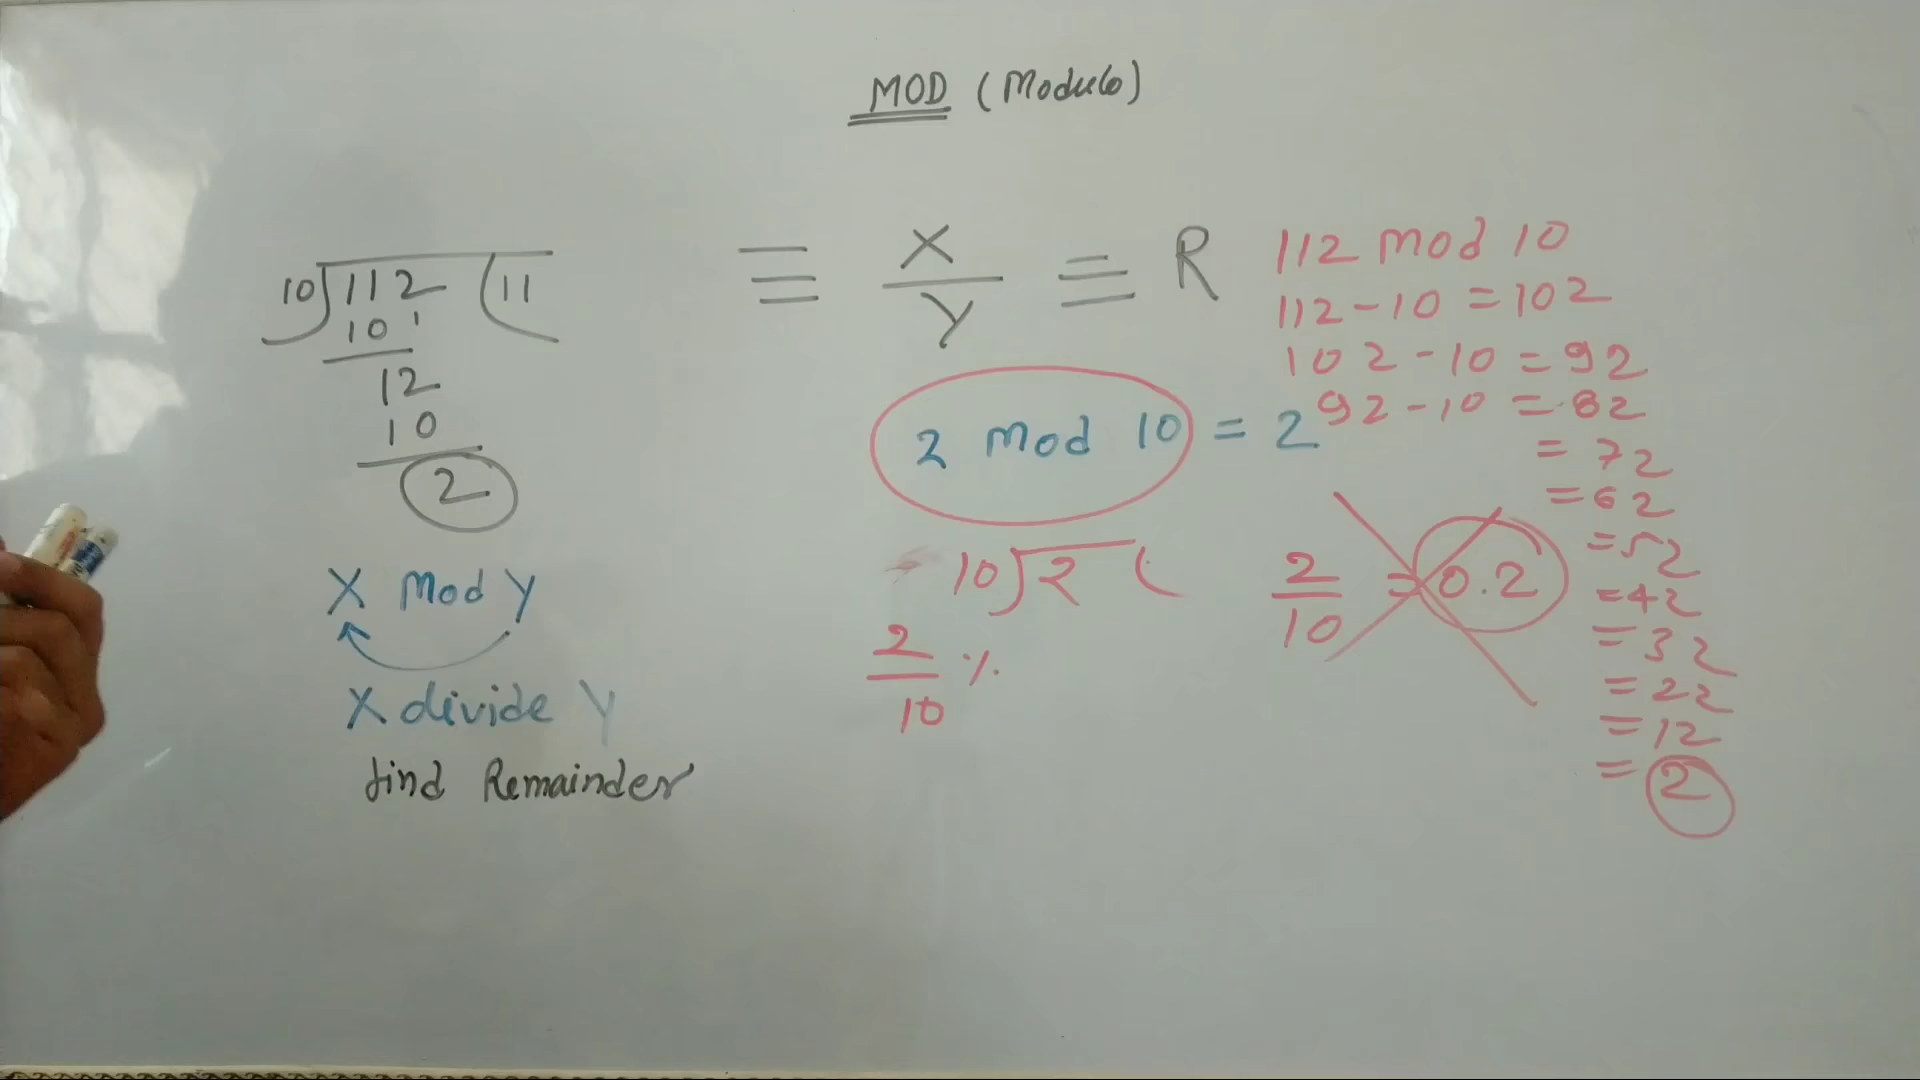 MOD (Modulo)
10)112(11
10
12
10
2
X Mod Y
X divide Y
find Remainder
≡ X/Y ≡ R
2 mod 10 = 2
10)2(
2/10 %
2/10 = 0.2
112 mod 10
112-10 = 102
102-10 = 92
92-10 = 82
= 72
= 62
= 52
= 42
= 32
= 22
= 12
= 2